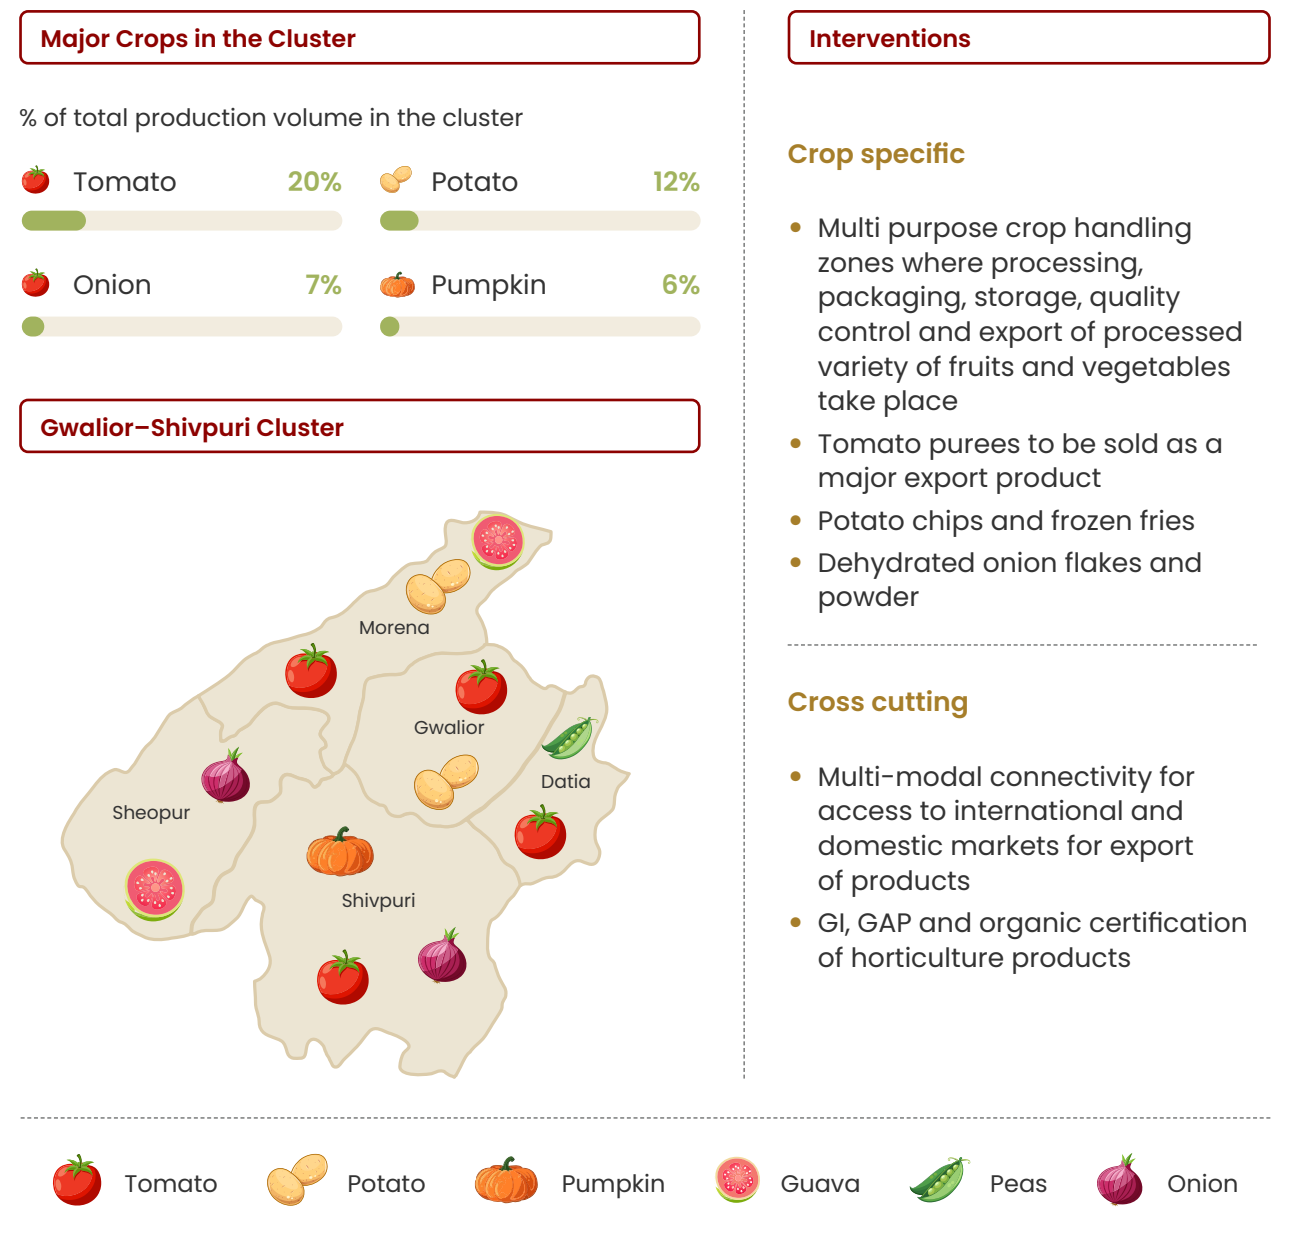 Major Crops in the Cluster
% of total production volume in the cluster
Tomato 20%
Potato 12%
Onion 7%
Pumpkin 6%
Gwalior–Shivpuri Cluster
Morena
Gwalior
Datia
Sheopur
Shivpuri
Interventions
Crop specific
• Multi purpose crop handling
zones where processing,
packaging, storage, quality
control and export of processed
variety of fruits and vegetables
take place
• Tomato purees to be sold as a
major export product
• Potato chips and frozen fries
• Dehydrated onion flakes and
powder
Cross cutting
• Multi-modal connectivity for
access to international and
domestic markets for export
of products
• GI, GAP and organic certification
of horticulture products
Tomato
Potato
Pumpkin
Guava
Peas
Onion